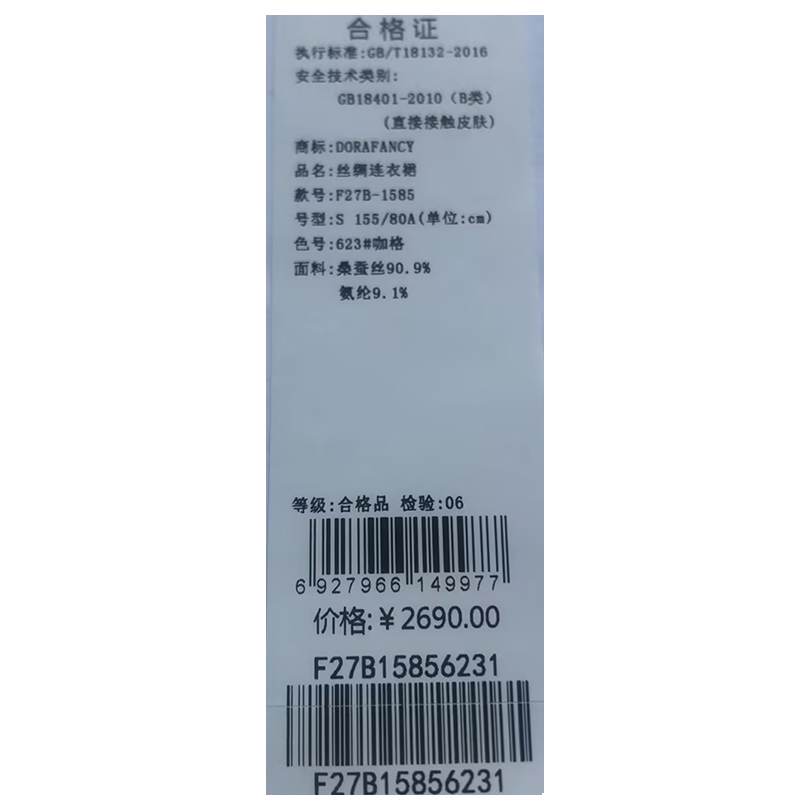 合格证
执行标准:GB/T18132-2016
安全技术类别:
GB18401-2010（B类）
(直接接触皮肤)
商标:DORAFANCY
品名:丝绸连衣裙
款号:F27B-1585
号型:S 155/80A(单位:cm)
色号:623#咖格
面料:桑蚕丝90.9%
氨纶9.1%
等级:合格品 检验:06
6 927966 149977
价格:￥2690.00
F27B15856231
F27B15856231